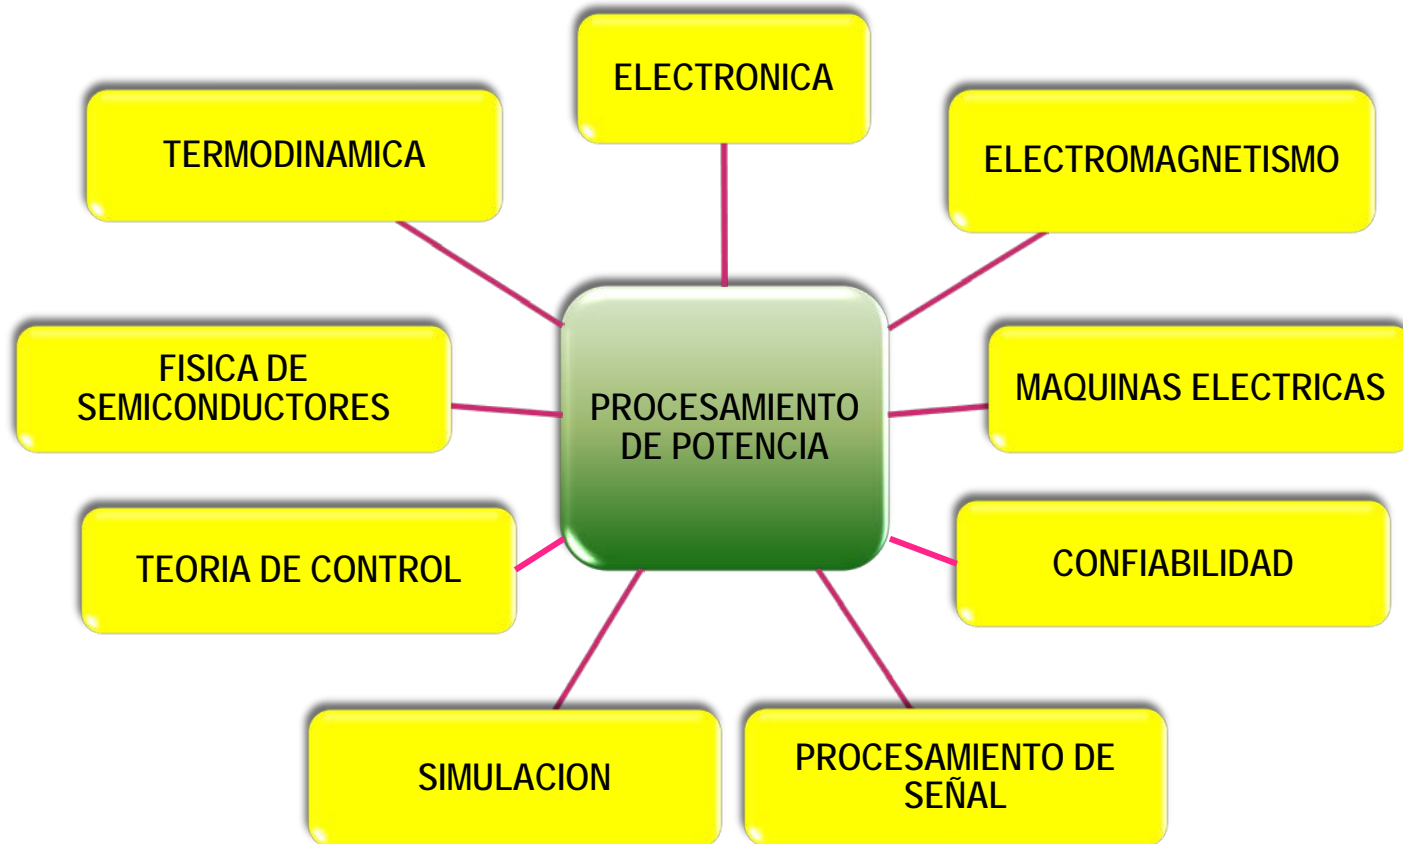 ELECTRONICA
TERMODINAMICA
ELECTROMAGNETISMO
FISICA DE
SEMICONDUCTORES
PROCESAMIENTO
DE POTENCIA
MAQUINAS ELECTRICAS
TEORIA DE CONTROL
CONFIABILIDAD
SIMULACION
PROCESAMIENTO DE
SEÑAL